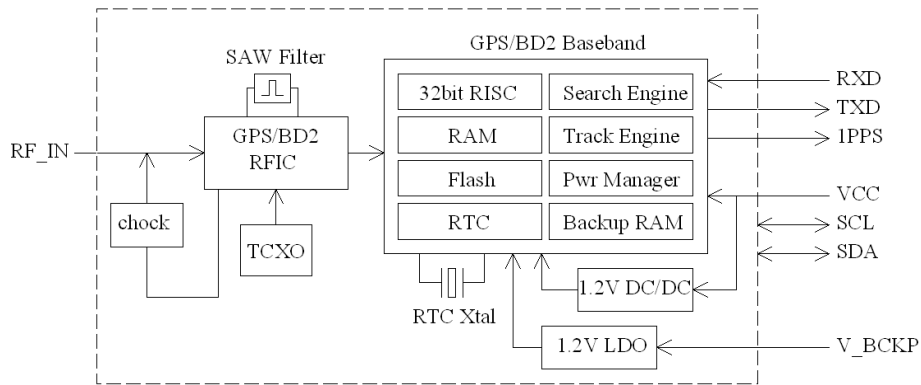 GPS/BD2 Baseband
SAW Filter
32bit RISC
Search Engine
RXD
TXD
GPS/BD2
RFIC
RAM
Track Engine
1PPS
RF_IN
Flash
Pwr Manager
VCC
chock
RTC
Backup RAM
SCL
TCXO
SDA
1.2V DC/DC
RTC Xtal
1.2V LDO
V_BCKP